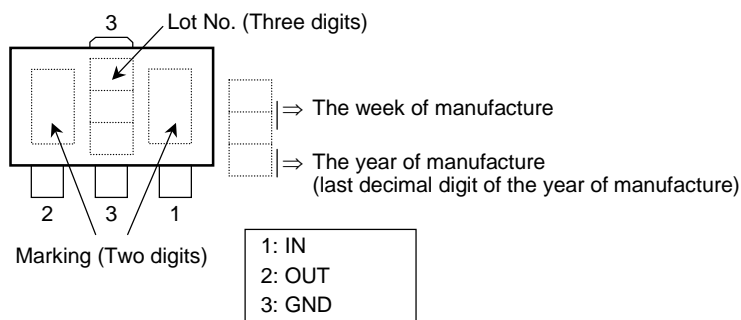 3
Lot No. (Three digits)
⇒ The week of manufacture
⇒ The year of manufacture
(last decimal digit of the year of manufacture)
2 3 1
Marking (Two digits)
1: IN
2: OUT
3: GND